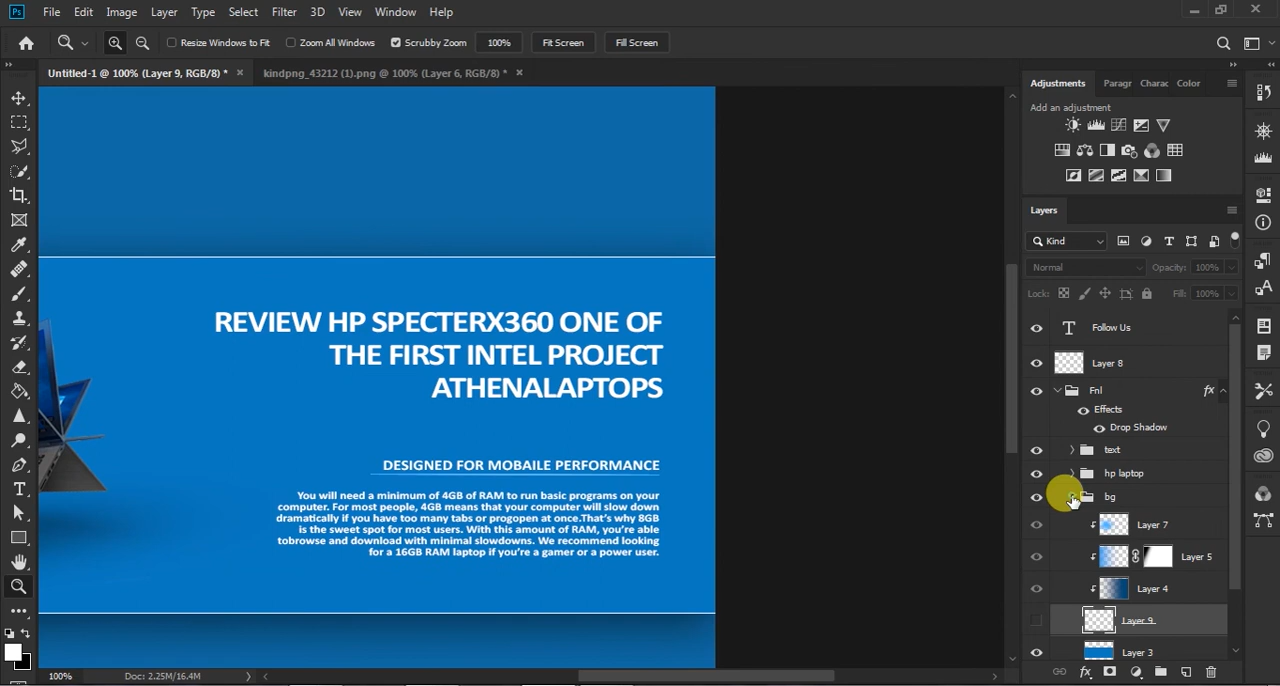 Ps File Edit Image Layer Type Select Filter 3D View Window Help
Resize Windows to Fit Zoom All Windows Scrubby Zoom 100% Fit Screen Fill Screen
Untitled-1 @ 100% (Layer 9, RGB/8) * × kindpng_43212 (1).png @ 100% (Layer 6, RGB/8) * ×
REVIEW HP SPECTERX360 ONE OF
THE FIRST INTEL PROJECT
ATHENALAPTOPS
DESIGNED FOR MOBAILE PERFORMANCE
You will need a minimum of 4GB of RAM to run basic programs on your
computer. For most people, 4GB means that your computer will slow down
dramatically if you have too many tabs or progopen at once.That's why 8GB
is the sweet spot for most users. With this amount of RAM, you're able
tobrowse and download with minimal slowdowns. We recommend looking
for a 16GB RAM laptop if you're a gamer or a power user.
100% Doc: 2.25M/16.4M
Adjustments Paragr Charac Color
Add an adjustment
Layers
Kind
Normal Opacity: 100%
Lock: Fill: 100%
T Follow Us
Layer 8
Fnl fx
Effects
Drop Shadow
text
hp laptop
bg
Layer 7
Layer 5
Layer 4
Layer 9
Layer 3
fx